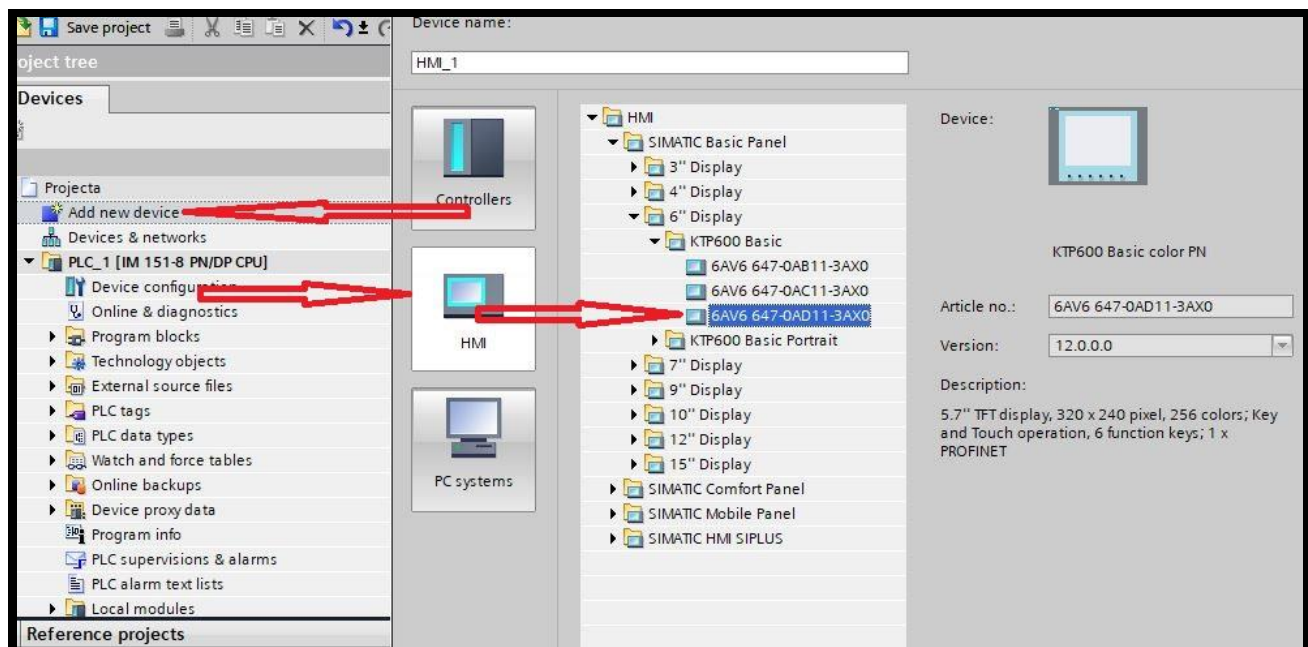 Save project
oject tree
Devices
Projecta
Add new device
Devices & networks
PLC_1 [IM 151-8 PN/DP CPU]
Device configuration
Online & diagnostics
Program blocks
Technology objects
External source files
PLC tags
PLC data types
Watch and force tables
Online backups
Device proxy data
Program info
PLC supervisions & alarms
PLC alarm text lists
Local modules
Reference projects
Device name:
HMI_1
Controllers
HMI
PC systems
HMI
SIMATIC Basic Panel
3" Display
4" Display
6" Display
KTP600 Basic
6AV6 647-0AB11-3AX0
6AV6 647-0AC11-3AX0
6AV6 647-0AD11-3AX0
KTP600 Basic Portrait
7" Display
9" Display
10" Display
12" Display
15" Display
SIMATIC Comfort Panel
SIMATIC Mobile Panel
SIMATIC HMI SIPLUS
Device:
KTP600 Basic color PN
Article no.: 6AV6 647-0AD11-3AX0
Version: 12.0.0.0
Description:
5.7" TFT display, 320 x 240 pixel, 256 colors; Key
and Touch operation, 6 function keys; 1 x
PROFINET